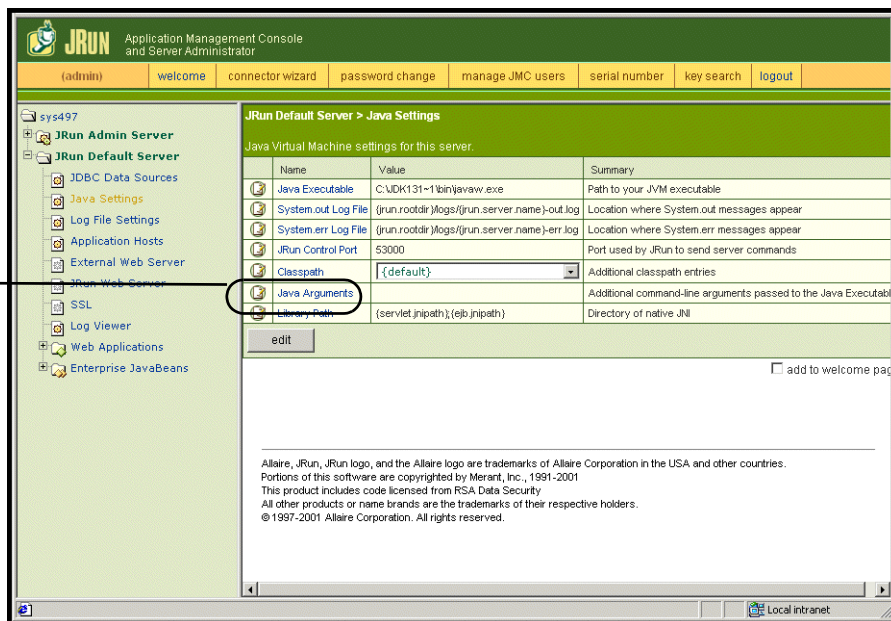 JRUN Application Management Console
and Server Administrator
(admin) welcome connector wizard password change manage JMC users serial number key search logout
sys497
JRun Admin Server
JRun Default Server
JDBC Data Sources
Java Settings
Log File Settings
Application Hosts
External Web Server
JRun Web Server
SSL
Log Viewer
Web Applications
Enterprise JavaBeans
JRun Default Server > Java Settings
Java Virtual Machine settings for this server.
Name Value Summary
Java Executable C:\JDK131~1\bin\javaw.exe Path to your JVM executable
System.out Log File {jrun.rootdir}/logs/{jrun.server.name}-out.log Location where System.out messages appear
System.err Log File {jrun.rootdir}/logs/{jrun.server.name}-err.log Location where System.err messages appear
JRun Control Port 53000 Port used by JRun to send server commands
Classpath {default} Additional classpath entries
Java Arguments Additional command-line arguments passed to the Java Executabl
Library Path {servlet.jnipath};{ejb.jnipath} Directory of native JNI
edit
add to welcome pag
Allaire, JRun, JRun logo, and the Allaire logo are trademarks of Allaire Corporation in the USA and other countries.
Portions of this software are copyrighted by Merant, Inc., 1991-2001
This product includes code licensed from RSA Data Security
All other products or name brands are the trademarks of their respective holders.
© 1997-2001 Allaire Corporation. All rights reserved.
Local intranet